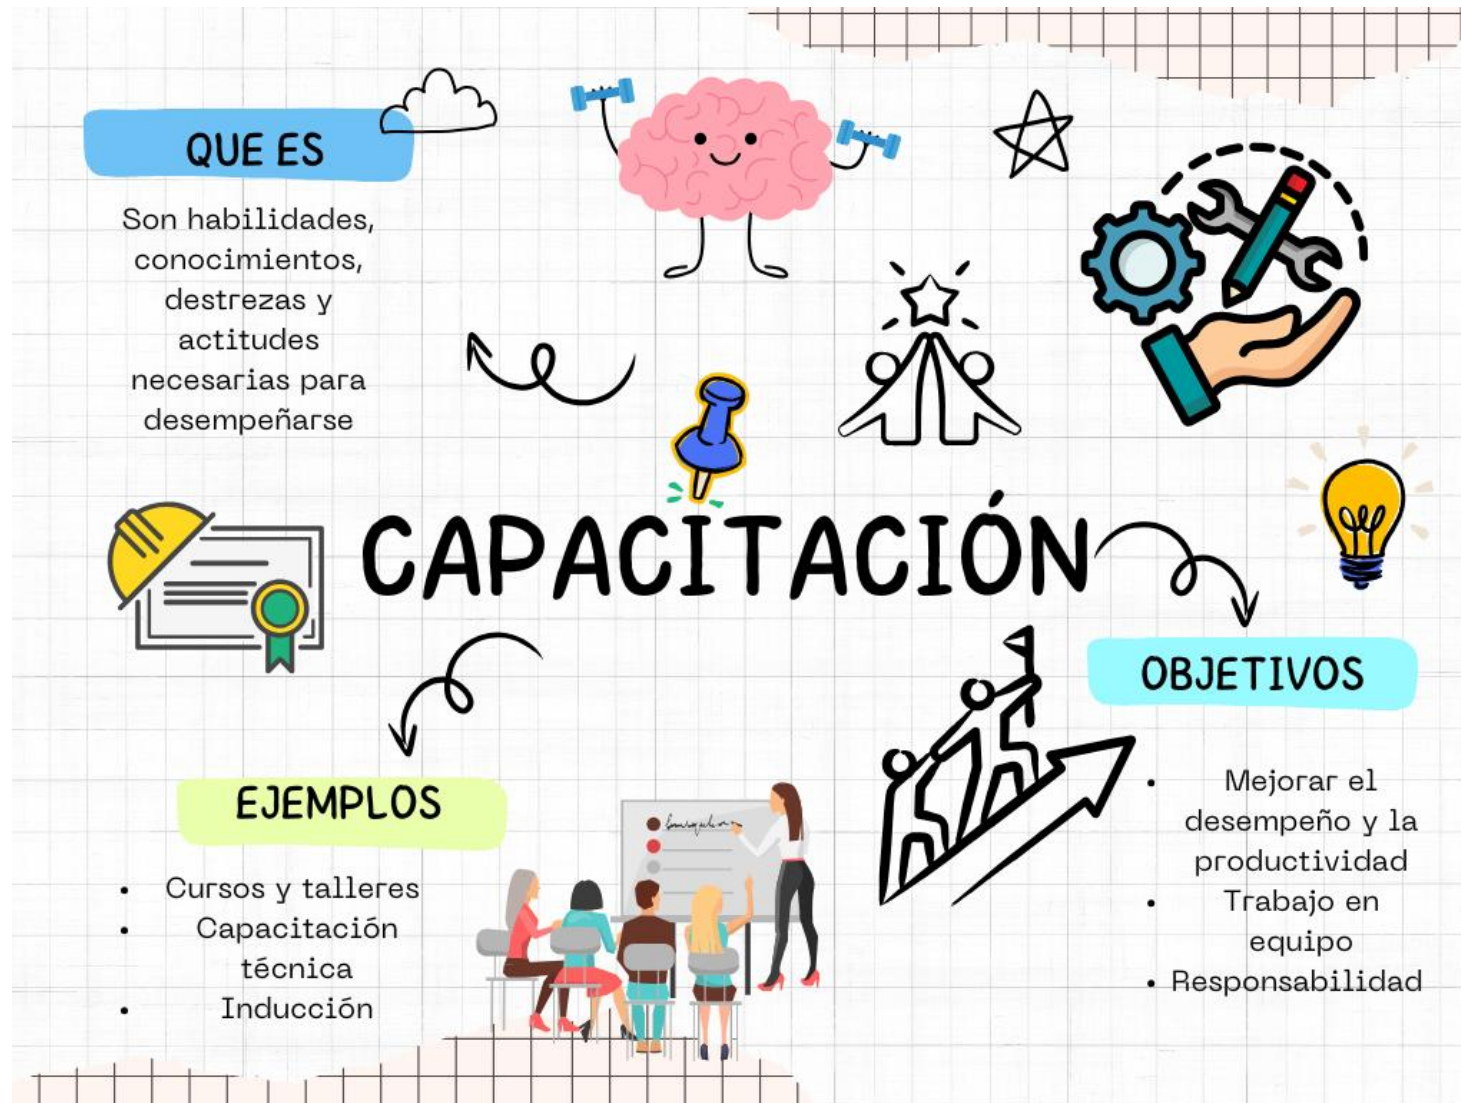 QUE ES
Son habilidades,
conocimientos,
destrezas y
actitudes
necesarias para
desempeñarse
CAPACITACIÓN
EJEMPLOS
• Cursos y talleres
• Capacitación
técnica
• Inducción
OBJETIVOS
• Mejorar el
desempeño y la
productividad
• Trabajo en
equipo
• Responsabilidad